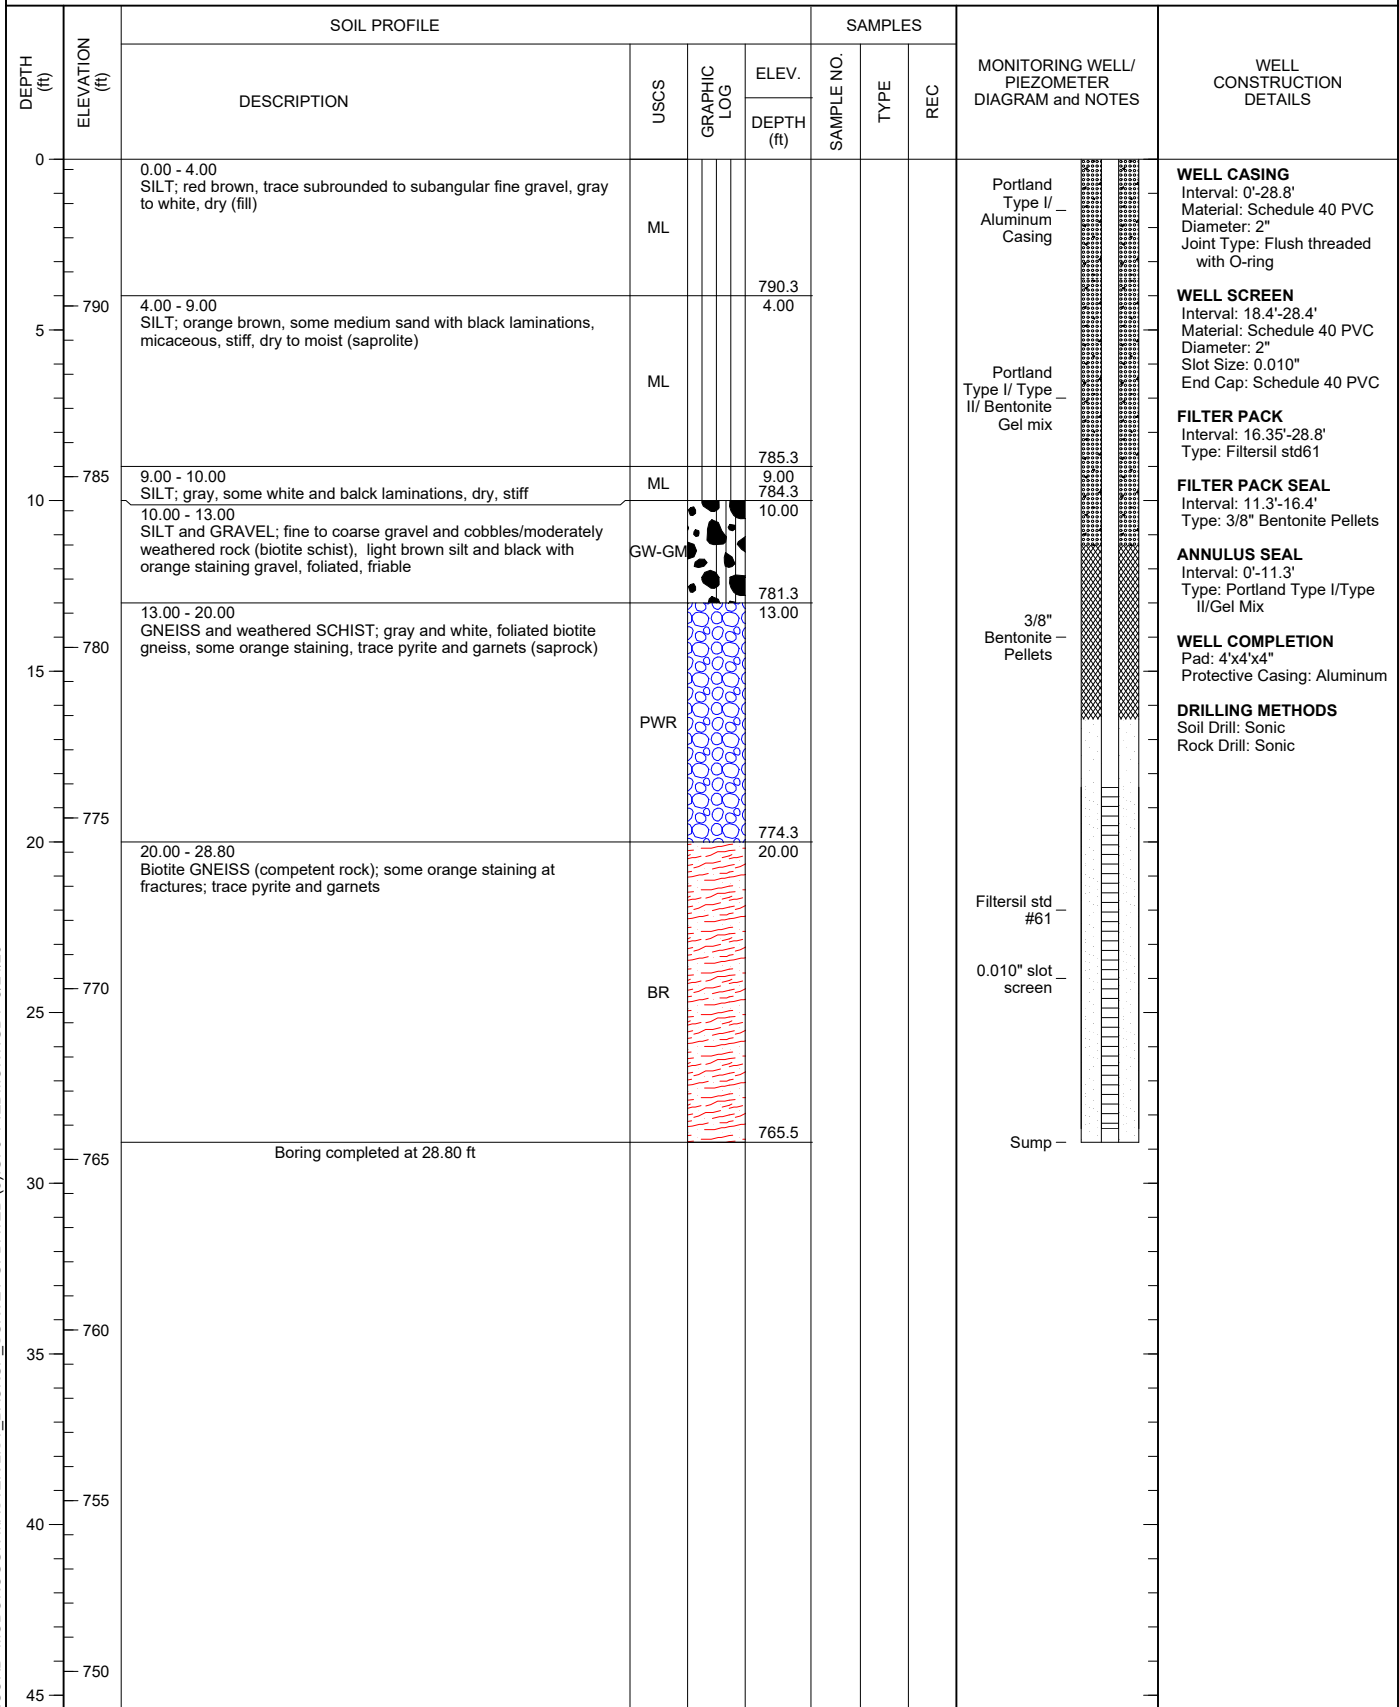 SOIL PROFILE
SAMPLES
DEPTH
(ft)
ELEVATION
(ft)
DESCRIPTION
USCS
GRAPHIC
LOG
ELEV.
DEPTH
(ft)
SAMPLE NO.
TYPE
REC
MONITORING WELL/
PIEZOMETER
DIAGRAM and NOTES
WELL
CONSTRUCTION
DETAILS
0
5
10
15
20
25
30
35
40
45
790
785
780
775
770
765
760
755
750
0.00 - 4.00
SILT; red brown, trace subrounded to subangular fine gravel, gray
to white, dry (fill)
ML
790.3
4.00
4.00 - 9.00
SILT; orange brown, some medium sand with black laminations,
micaceous, stiff, dry to moist (saprolite)
ML
785.3
9.00
9.00 - 10.00
SILT; gray, some white and balck laminations, dry, stiff
ML
784.3
10.00
10.00 - 13.00
SILT and GRAVEL; fine to coarse gravel and cobbles/moderately
weathered rock (biotite schist), light brown silt and black with
orange staining gravel, foliated, friable
GW-GM
781.3
13.00
13.00 - 20.00
GNEISS and weathered SCHIST; gray and white, foliated biotite
gneiss, some orange staining, trace pyrite and garnets (saprock)
PWR
774.3
20.00
20.00 - 28.80
Biotite GNEISS (competent rock); some orange staining at
fractures; trace pyrite and garnets
BR
765.5
Boring completed at 28.80 ft
Portland
Type I/
Aluminum
Casing
Portland
Type I/ Type
II/ Bentonite
Gel mix
3/8"
Bentonite
Pellets
Filtersil std
#61
0.010" slot
screen
Sump
WELL CASING
Interval: 0'-28.8'
Material: Schedule 40 PVC
Diameter: 2"
Joint Type: Flush threaded
with O-ring
WELL SCREEN
Interval: 18.4'-28.4'
Material: Schedule 40 PVC
Diameter: 2"
Slot Size: 0.010"
End Cap: Schedule 40 PVC
FILTER PACK
Interval: 16.35'-28.8'
Type: Filtersil std61
FILTER PACK SEAL
Interval: 11.3'-16.4'
Type: 3/8" Bentonite Pellets
ANNULUS SEAL
Interval: 0'-11.3'
Type: Portland Type I/Type
II/Gel Mix
WELL COMPLETION
Pad: 4'x4'x4"
Protective Casing: Aluminum
DRILLING METHODS
Soil Drill: Sonic
Rock Drill: Sonic